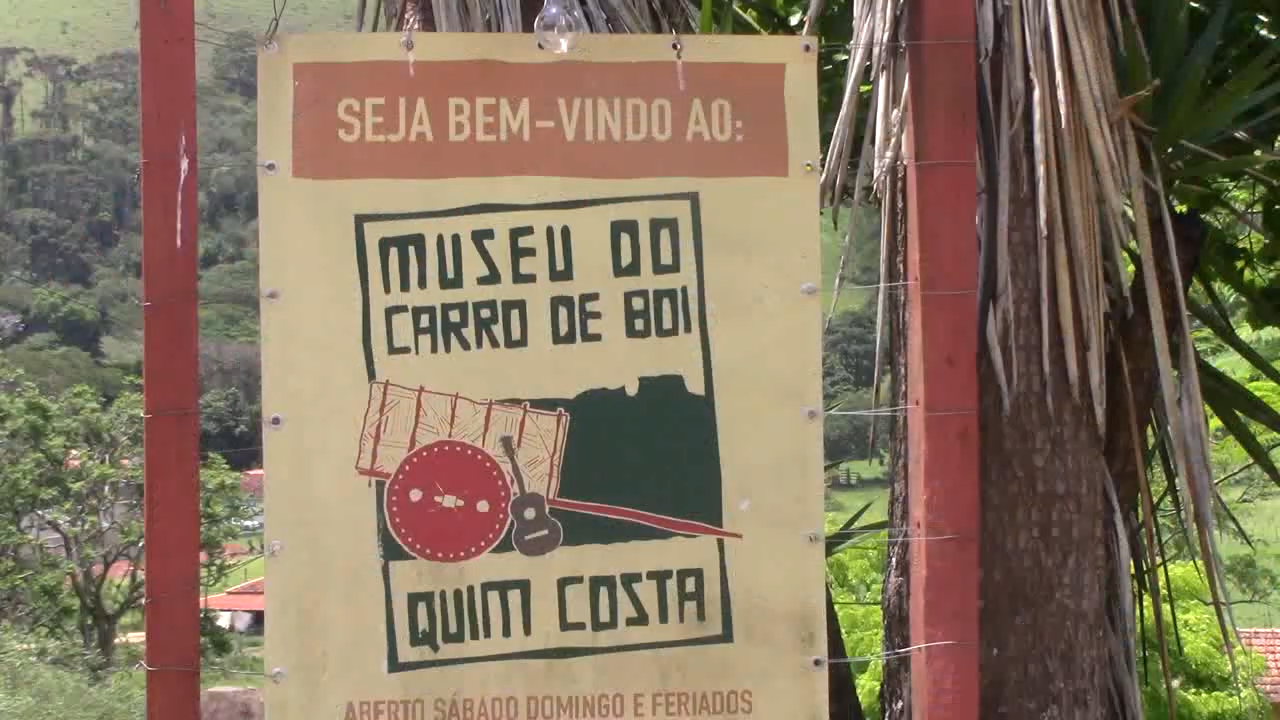 SEJA BEM-VINDO AO:
MUSEU DO
CARRO DE BOI
QUIM COSTA
ABERTO SÁBADO DOMINGO E FERIADOS